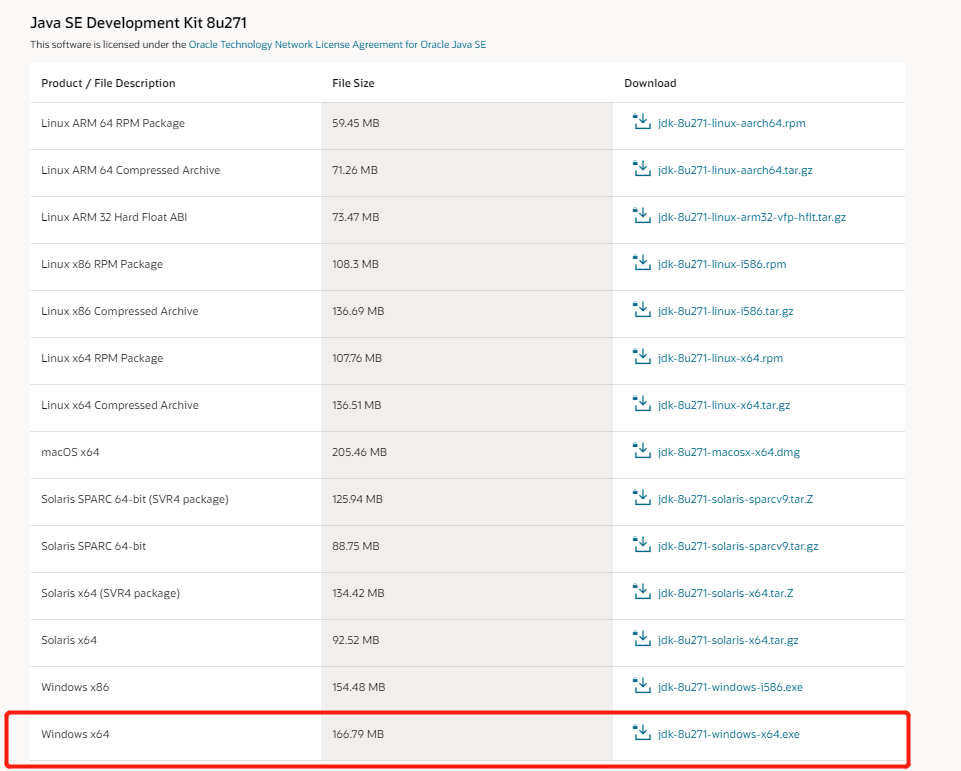 Java SE Development Kit 8u271
This software is licensed under the Oracle Technology Network License Agreement for Oracle Java SE
Product / File Description File Size Download
Linux ARM 64 RPM Package 59.45 MB jdk-8u271-linux-aarch64.rpm
Linux ARM 64 Compressed Archive 71.26 MB jdk-8u271-linux-aarch64.tar.gz
Linux ARM 32 Hard Float ABI 73.47 MB jdk-8u271-linux-arm32-vfp-hflt.tar.gz
Linux x86 RPM Package 108.3 MB jdk-8u271-linux-i586.rpm
Linux x86 Compressed Archive 136.69 MB jdk-8u271-linux-i586.tar.gz
Linux x64 RPM Package 107.76 MB jdk-8u271-linux-x64.rpm
Linux x64 Compressed Archive 136.51 MB jdk-8u271-linux-x64.tar.gz
macOS x64 205.46 MB jdk-8u271-macosx-x64.dmg
Solaris SPARC 64-bit (SVR4 package) 125.94 MB jdk-8u271-solaris-sparcv9.tar.Z
Solaris SPARC 64-bit 88.75 MB jdk-8u271-solaris-sparcv9.tar.gz
Solaris x64 (SVR4 package) 134.42 MB jdk-8u271-solaris-x64.tar.Z
Solaris x64 92.52 MB jdk-8u271-solaris-x64.tar.gz
Windows x86 154.48 MB jdk-8u271-windows-i586.exe
Windows x64 166.79 MB jdk-8u271-windows-x64.exe